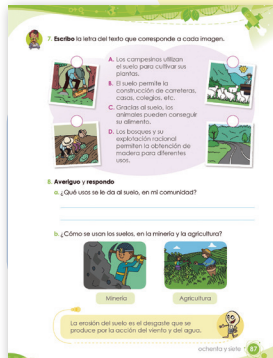 7. Escribo la letra del texto que corresponde a cada imagen.
A. Los campesinos utilizan
el suelo para cultivar sus
plantas.
B. El suelo permite la
construcción de carreteras,
casas, colegios, etc.
C. Gracias al suelo, los
animales pueden conseguir
su alimento.
D. Los bosques y su
explotación racional
permiten la obtención de
madera para diferentes
usos.
8. Averiguo y respondo
a. ¿Qué usos se le da al suelo, en mi comunidad?
b. ¿Cómo se usan los suelos, en la minería y la agricultura?
Minería
Agricultura
La erosión del suelo es el desgaste que se
produce por la acción del viento y del agua.
ochenta y siete 87